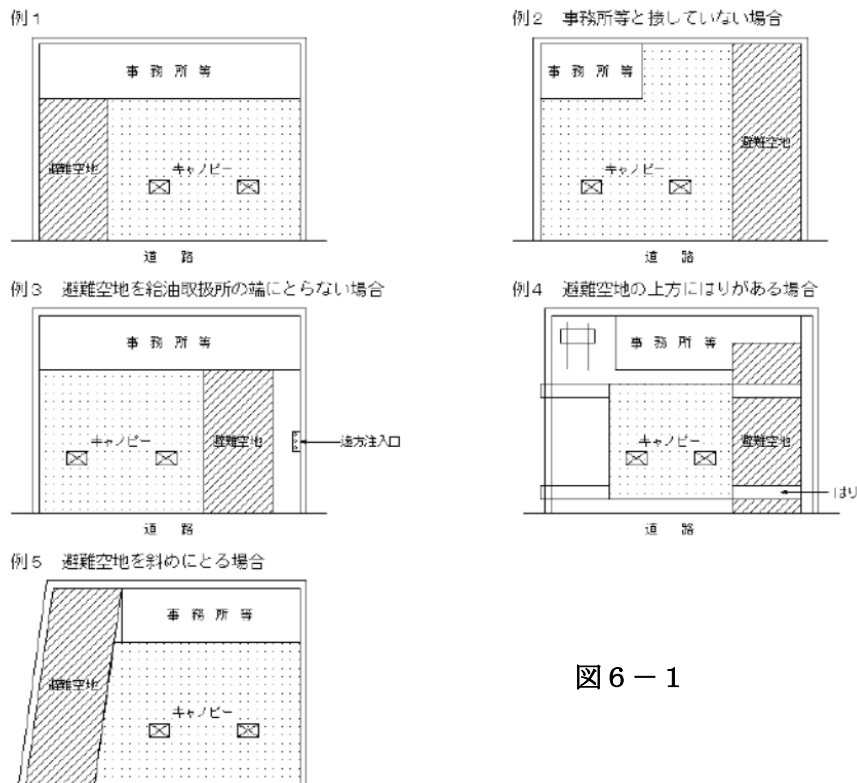 例1
事務所等
避難空地
キャノピー
道路
例2 事務所等と接していない場合
事務所等
避難空地
キャノピー
道路
例3 避難空地を給油取扱所の端にとらない場合
事務所等
キャノピー
避難空地
遠方注入口
道路
例4 避難空地の上方にはりがある場合
事務所等
キャノピー
避難空地
はり
道路
例5 避難空地を斜めにとる場合
事務所等
避難空地
キャノピー
図6-1